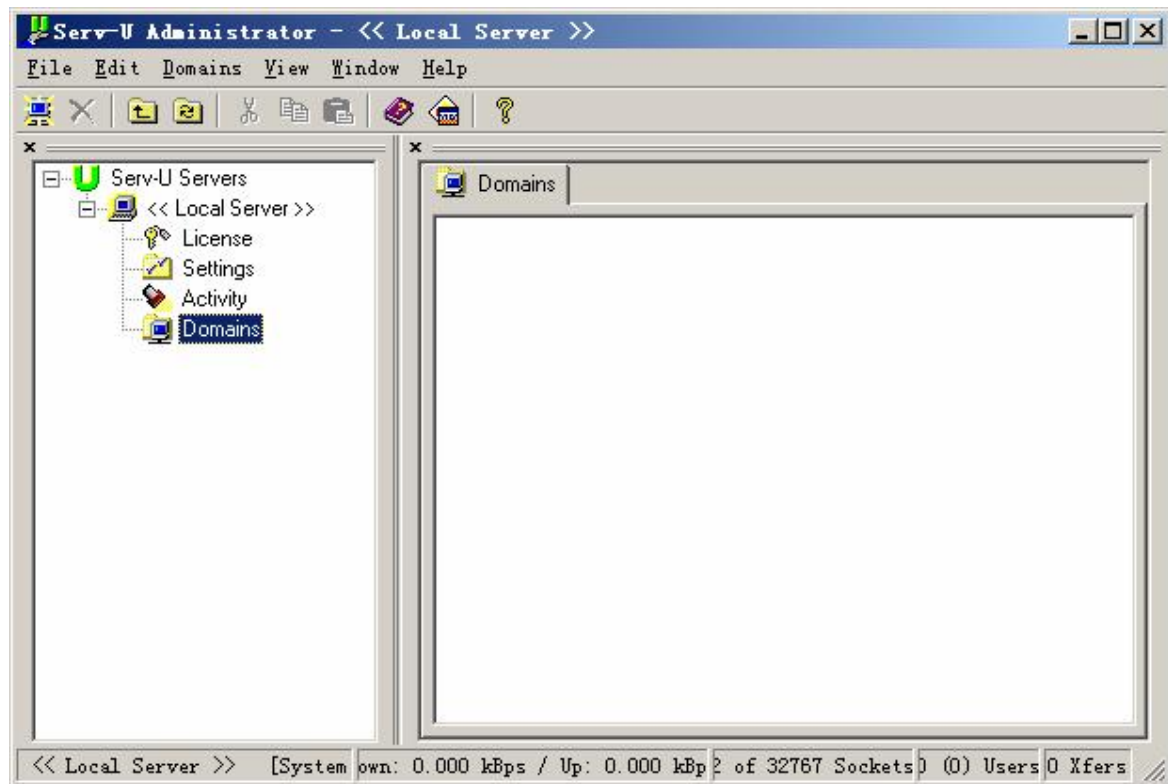 Serv-U Administrator - << Local Server >>
File Edit Domains View Window Help
Serv-U Servers
<< Local Server >>
License
Settings
Activity
Domains
Domains
<< Local Server >> [System own: 0.000 kBps / Up: 0.000 kBp 2 of 32767 Sockets (0) Users 0 Xfers